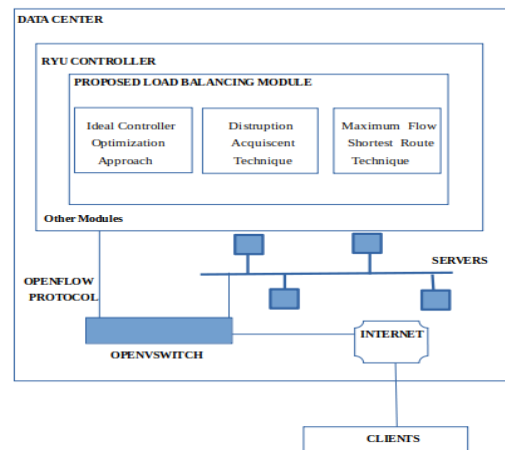 DATA CENTER
RYU CONTROLLER
PROPOSED LOAD BALANCING MODULE
Ideal Controller
Optimization
Approach
Distruption
Acquiscent
Technique
Maximum Flow
Shortest Route
Technique
Other Modules
SERVERS
OPENFLOW
PROTOCOL
INTERNET
OPENVSWITCH
CLIENTS